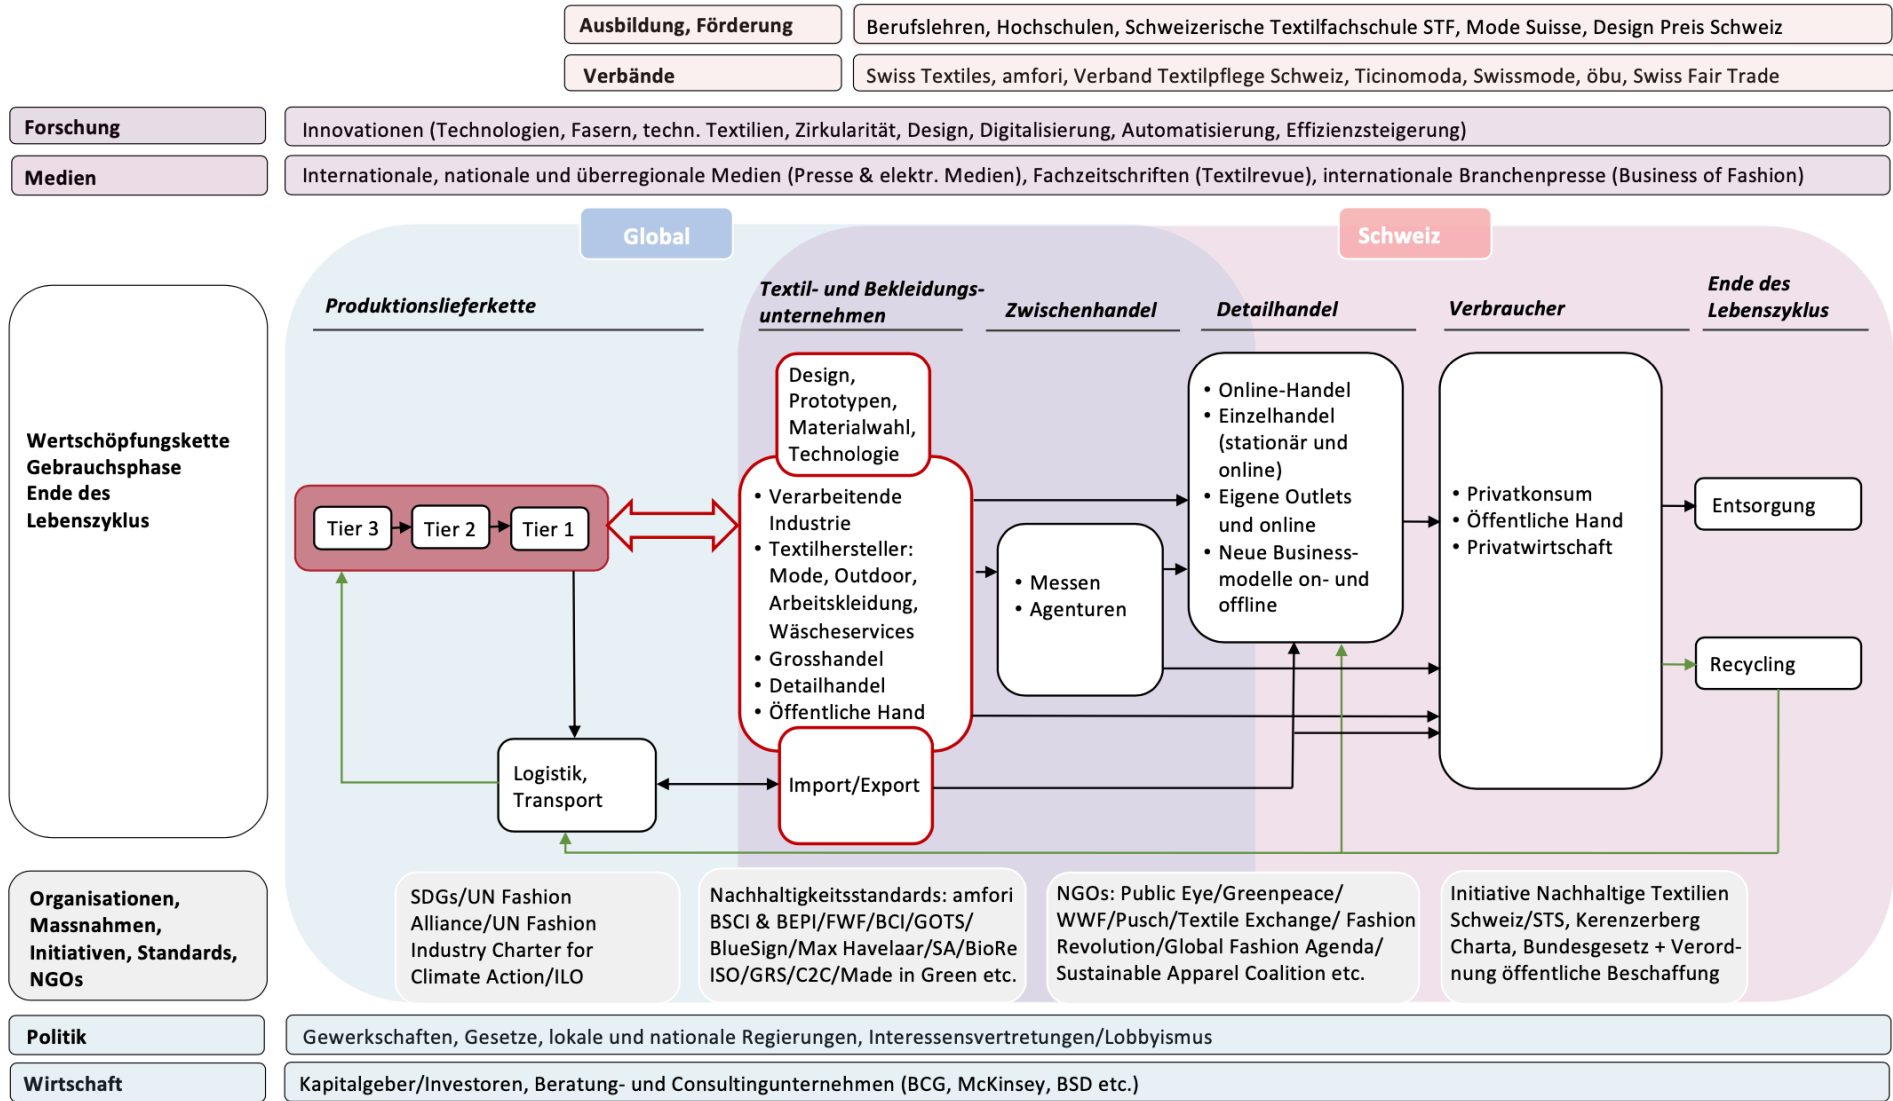 Ausbildung, Förderung
Berufslehren, Hochschulen, Schweizerische Textilfachschule STF, Mode Suisse, Design Preis Schweiz
Verbände
Swiss Textiles, amfori, Verband Textilpflege Schweiz, Ticinomoda, Swissmode, öbu, Swiss Fair Trade
Forschung
Innovationen (Technologien, Fasern, techn. Textilien, Zirkularität, Design, Digitalisierung, Automatisierung, Effizienzsteigerung)
Medien
Internationale, nationale und überregionale Medien (Presse & elektr. Medien), Fachzeitschriften (Textilrevue), internationale Branchenpresse (Business of Fashion)
Global
Schweiz
Wertschöpfungskette
Gebrauchsphase
Ende des
Lebenszyklus
Produktionslieferkette
Tier 3
Tier 2
Tier 1
Logistik,
Transport
Textil- und Bekleidungs-
unternehmen
Design,
Prototypen,
Materialwahl,
Technologie
• Verarbeitende
Industrie
• Textilhersteller:
Mode, Outdoor,
Arbeitskleidung,
Wäscheservices
• Grosshandel
• Detailhandel
• Öffentliche Hand
Import/Export
Zwischenhandel
• Messen
• Agenturen
Detailhandel
• Online-Handel
• Einzelhandel
(stationär und
online)
• Eigene Outlets
und online
• Neue Business-
modelle on- und
offline
Verbraucher
• Privatkonsum
• Öffentliche Hand
• Privatwirtschaft
Ende des
Lebenszyklus
Entsorgung
Recycling
Organisationen,
Massnahmen,
Initiativen, Standards,
NGOs
SDGs/UN Fashion
Alliance/UN Fashion
Industry Charter for
Climate Action/ILO
Nachhaltigkeitsstandards: amfori
BSCI & BEPI/FWF/BCI/GOTS/
BlueSign/Max Havelaar/SA/BioRe
ISO/GRS/C2C/Made in Green etc.
NGOs: Public Eye/Greenpeace/
WWF/Pusch/Textile Exchange/ Fashion
Revolution/Global Fashion Agenda/
Sustainable Apparel Coalition etc.
Initiative Nachhaltige Textilien
Schweiz/STS, Kerenzerberg
Charta, Bundesgesetz + Verord-
nung öffentliche Beschaffung
Politik
Gewerkschaften, Gesetze, lokale und nationale Regierungen, Interessensvertretungen/Lobbyismus
Wirtschaft
Kapitalgeber/Investoren, Beratung- und Consultingunternehmen (BCG, McKinsey, BSD etc.)